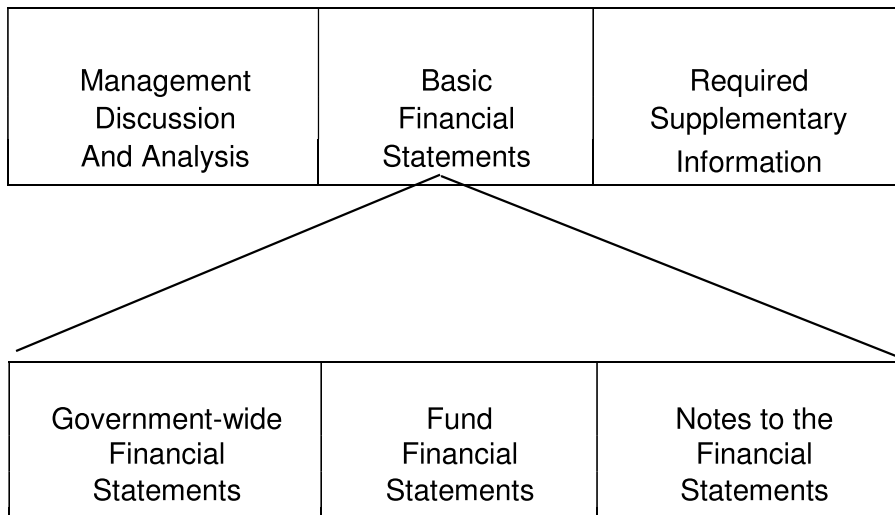 Management
Discussion
And Analysis
Basic
Financial
Statements
Required
Supplementary
Information
Government-wide
Financial
Statements
Fund
Financial
Statements
Notes to the
Financial
Statements